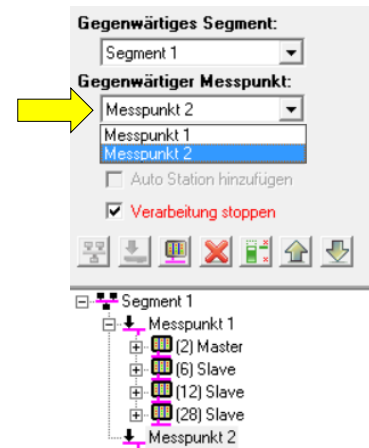 Gegenwärtiges Segment:
Segment 1
Gegenwärtiger Messpunkt:
Messpunkt 2
Messpunkt 1
Messpunkt 2
Auto Station hinzufügen
Verarbeitung stoppen
Segment 1
Messpunkt 1
(2) Master
(6) Slave
(12) Slave
(28) Slave
Messpunkt 2